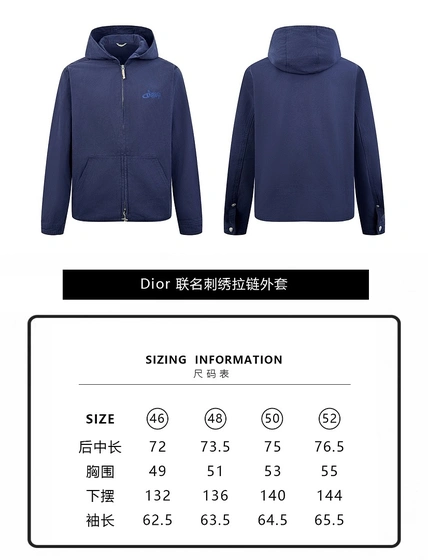 Dior 联名刺绣拉链外套
SIZING INFORMATION
尺码表
SIZE 46 48 50 52
后中长 72 73.5 75 76.5
胸围 49 51 53 55
下摆 132 136 140 144
袖长 62.5 63.5 64.5 65.5